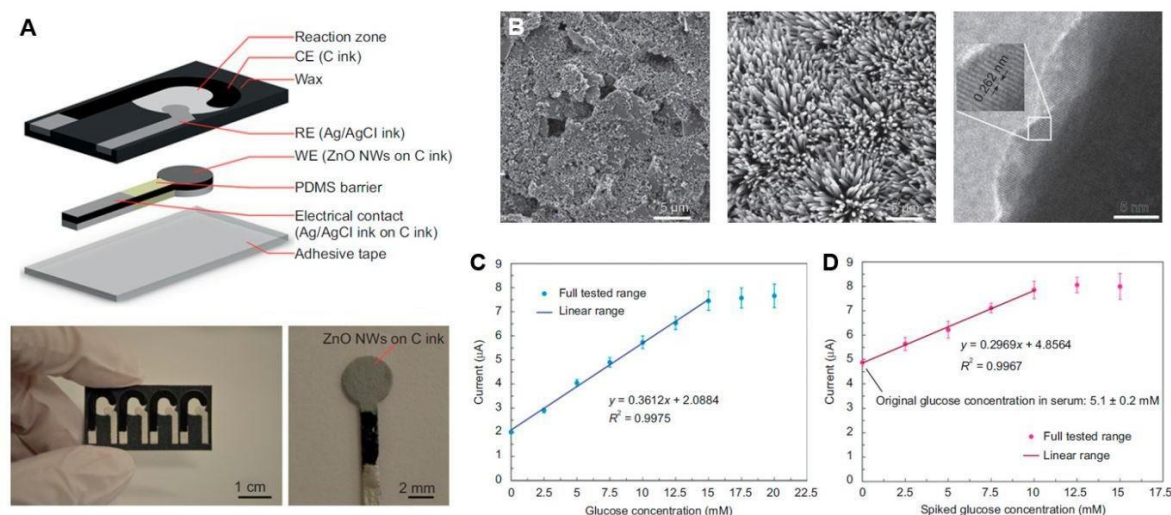 A
Reaction zone
CE (C ink)
Wax
RE (Ag/AgCl ink)
WE (ZnO NWs on C ink)
PDMS barrier
Electrical contact
(Ag/AgCl ink on C ink)
Adhesive tape
1 cm
ZnO NWs on C ink
2 mm
B
5 μm
5 μm
0.262 nm
5 nm
C
9
8
7
6
5
4
3
2
1
0
Current (μA)
Full tested range
Linear range
y = 0.3612x + 2.0884
R² = 0.9975
0 2.5 5 7.5 10 12.5 15 17.5 20 22.5
Glucose concentration (mM)
D
9
8
7
6
5
4
3
2
1
0
Current (μA)
y = 0.2969x + 4.8564
R² = 0.9967
Original glucose concentration in serum: 5.1 ± 0.2 mM
Full tested range
Linear range
0 2.5 5 7.5 10 12.5 15 17.5
Spiked glucose concentration (mM)